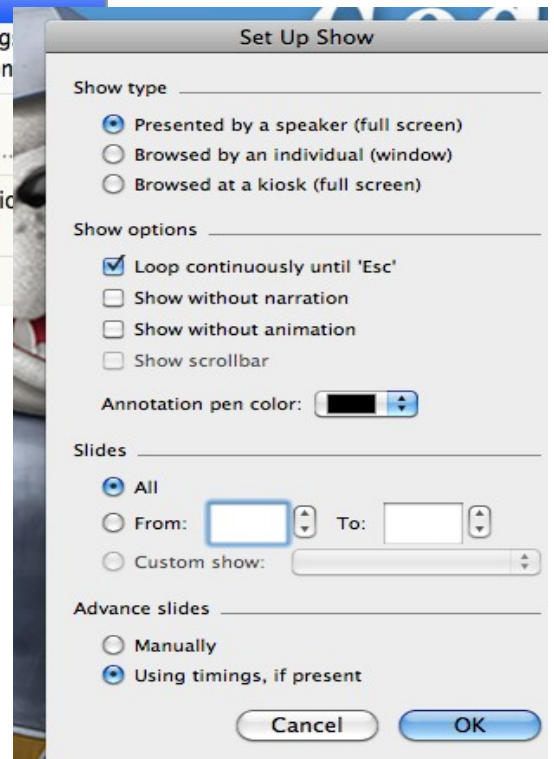 Set Up Show
Show type
Presented by a speaker (full screen)
Browsed by an individual (window)
Browsed at a kiosk (full screen)
Show options
Loop continuously until 'Esc'
Show without narration
Show without animation
Show scrollbar
Annotation pen color:
Slides
All
From: To:
Custom show:
Advance slides
Manually
Using timings, if present
Cancel OK